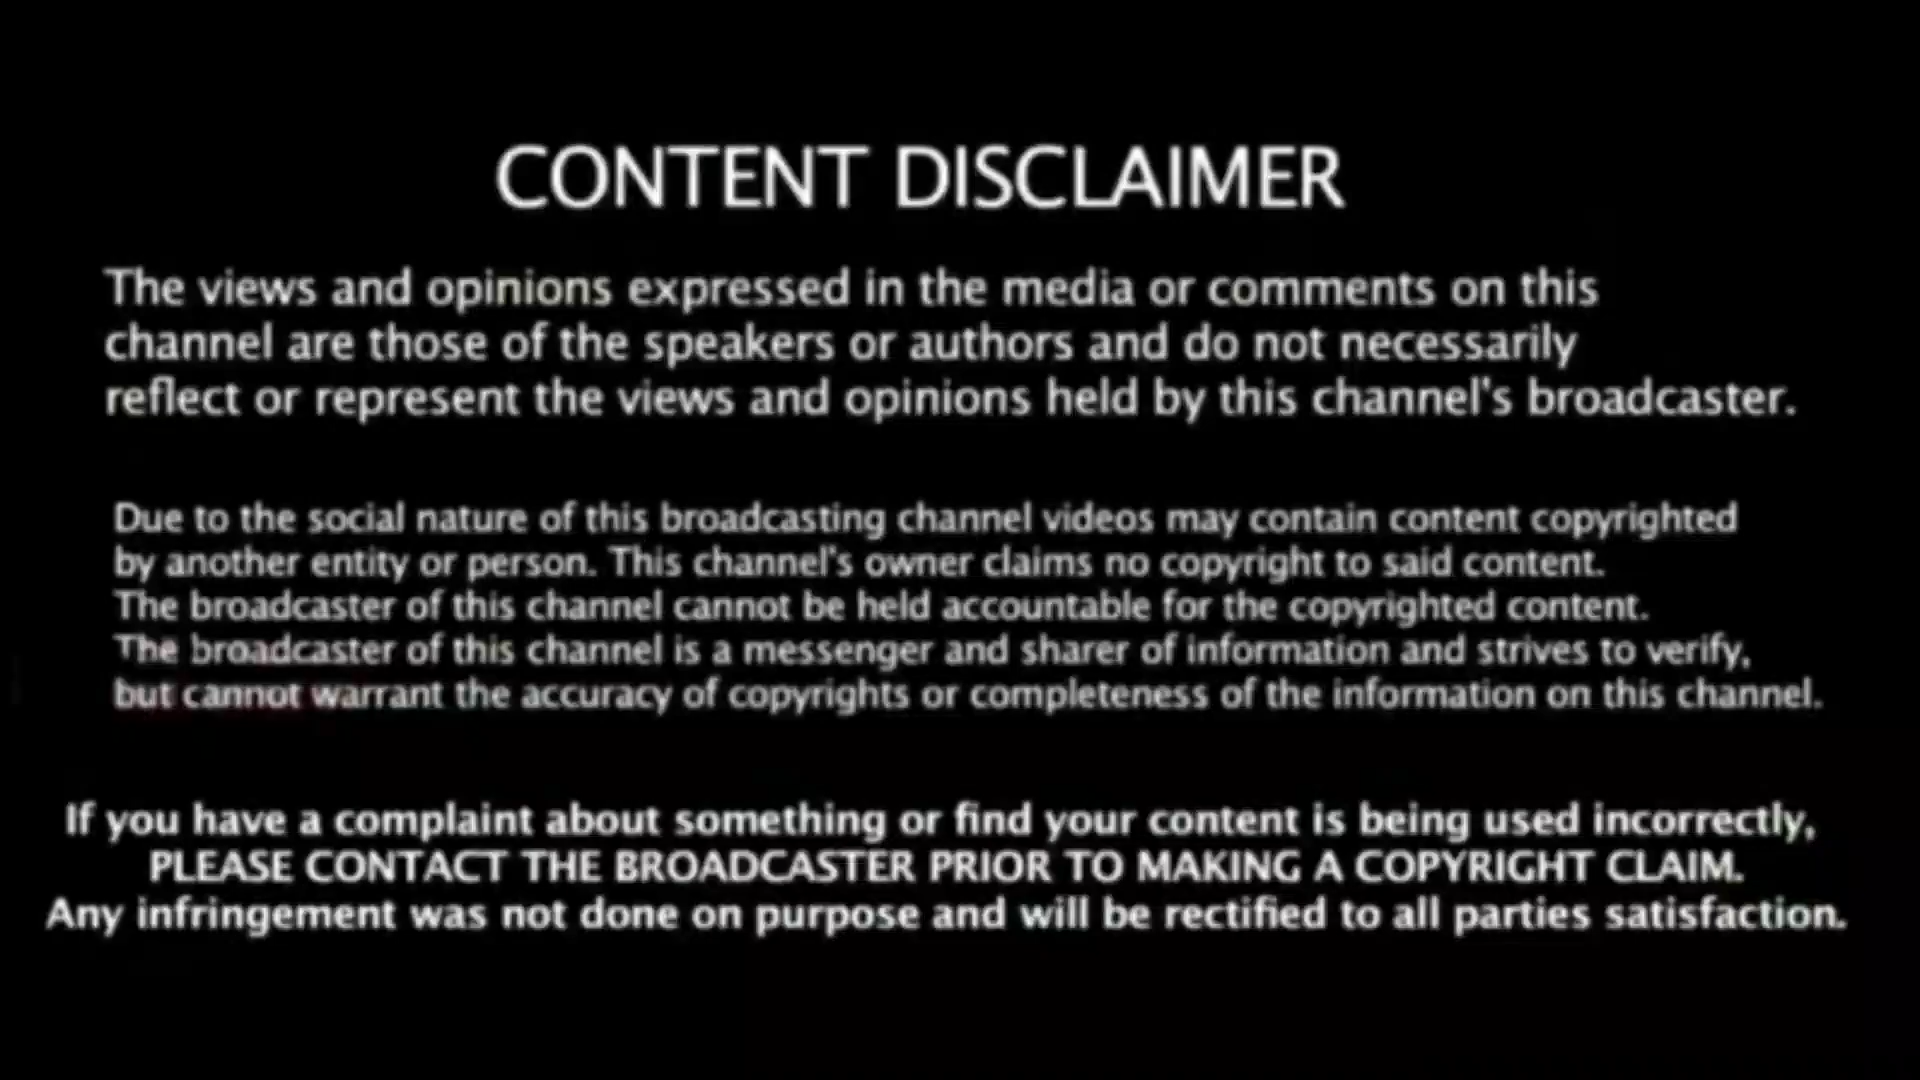 CONTENT DISCLAIMER
The views and opinions expressed in the media or comments on this
channel are those of the speakers or authors and do not necessarily
reflect or represent the views and opinions held by this channel's broadcaster.
Due to the social nature of this broadcasting channel videos may contain content copyrighted
by another entity or person. This channel's owner claims no copyright to said content.
The broadcaster of this channel cannot be held accountable for the copyrighted content.
The broadcaster of this channel is a messenger and sharer of information and strives to verify,
but cannot warrant the accuracy of copyrights or completeness of the information on this channel.
If you have a complaint about something or find your content is being used incorrectly,
PLEASE CONTACT THE BROADCASTER PRIOR TO MAKING A COPYRIGHT CLAIM.
Any infringement was not done on purpose and will be rectified to all parties satisfaction.